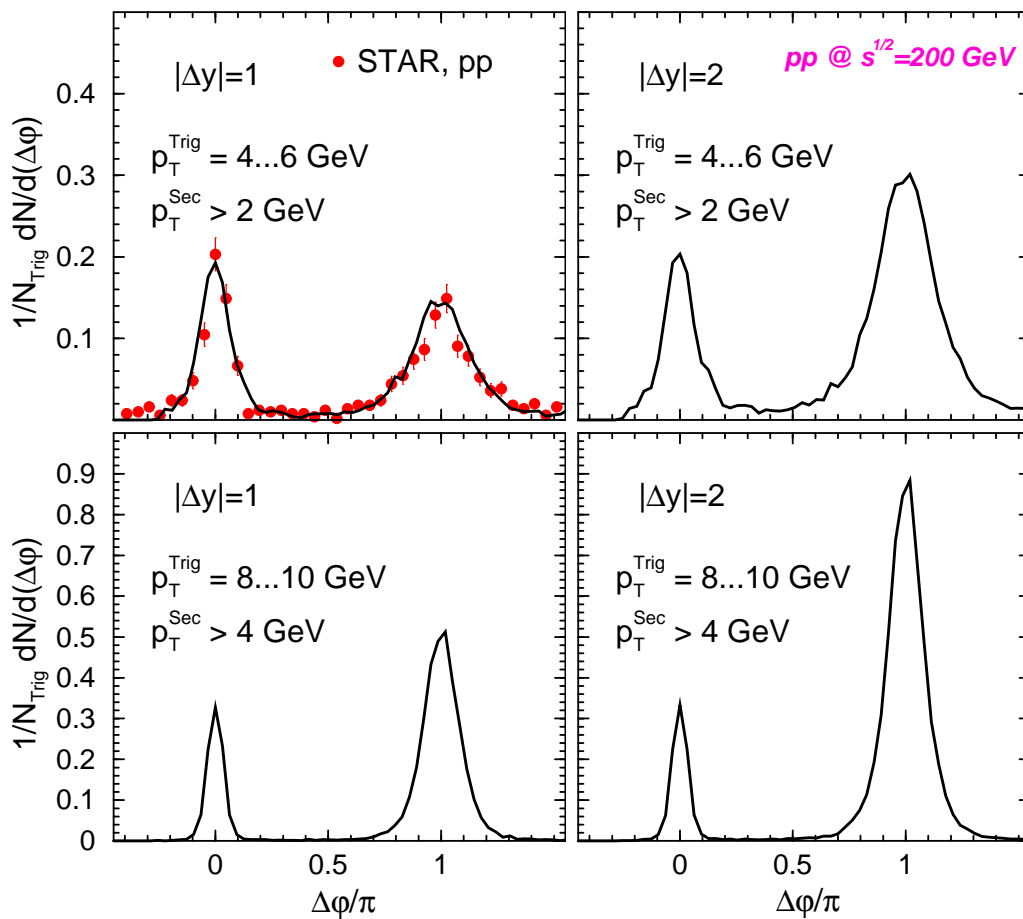 |Δy|=1
STAR, pp
p_T^Trig = 4...6 GeV
p_T^Sec > 2 GeV
1/N_Trig dN/d(Δφ)
0.4
0.3
0.2
0.1
|Δy|=2
pp @ s^1/2=200 GeV
p_T^Trig = 4...6 GeV
p_T^Sec > 2 GeV
|Δy|=1
p_T^Trig = 8...10 GeV
p_T^Sec > 4 GeV
1/N_Trig dN/d(Δφ)
0.9
0.8
0.7
0.6
0.5
0.4
0.3
0.2
0.1
0
0 0.5 1
Δφ/π
|Δy|=2
p_T^Trig = 8...10 GeV
p_T^Sec > 4 GeV
0 0.5 1
Δφ/π